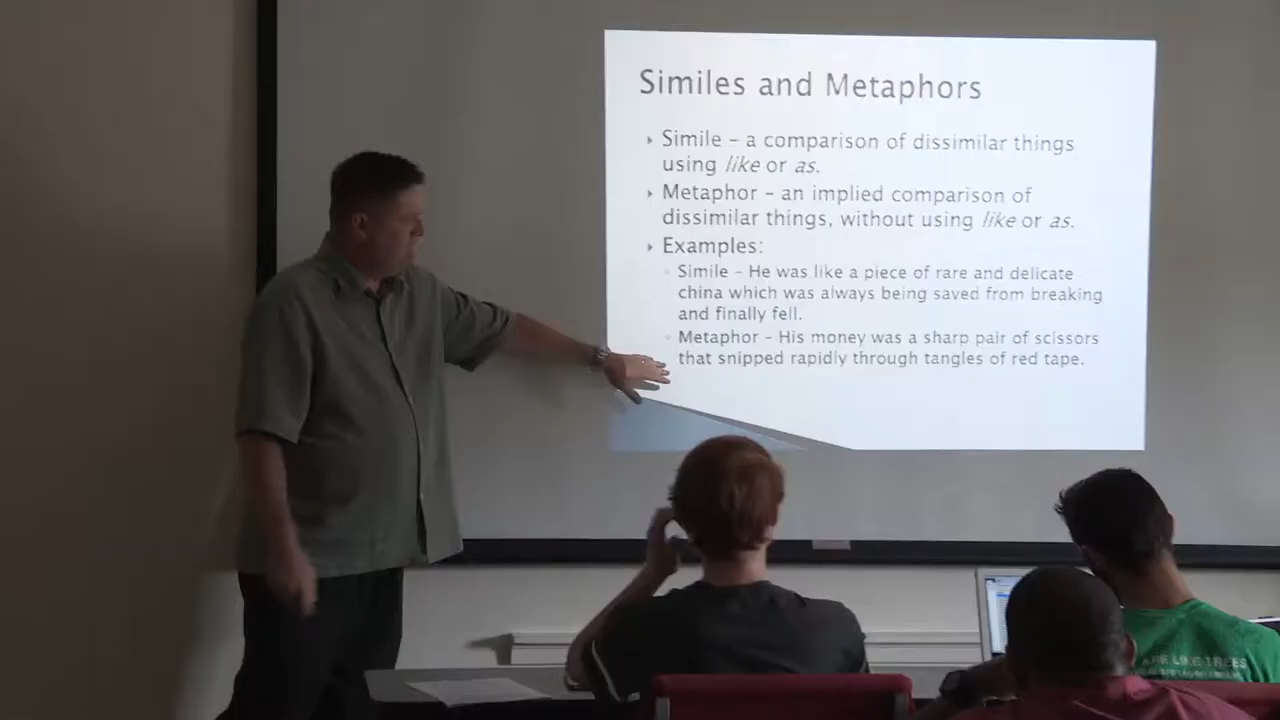 Similes and Metaphors
Simile – a comparison of dissimilar things
using like or as.
Metaphor – an implied comparison of
dissimilar things, without using like or as.
Examples:
Simile – He was like a piece of rare and delicate
china which was always being saved from breaking
and finally fell.
Metaphor – His money was a sharp pair of scissors
that snipped rapidly through tangles of red tape.
LIKE TREES